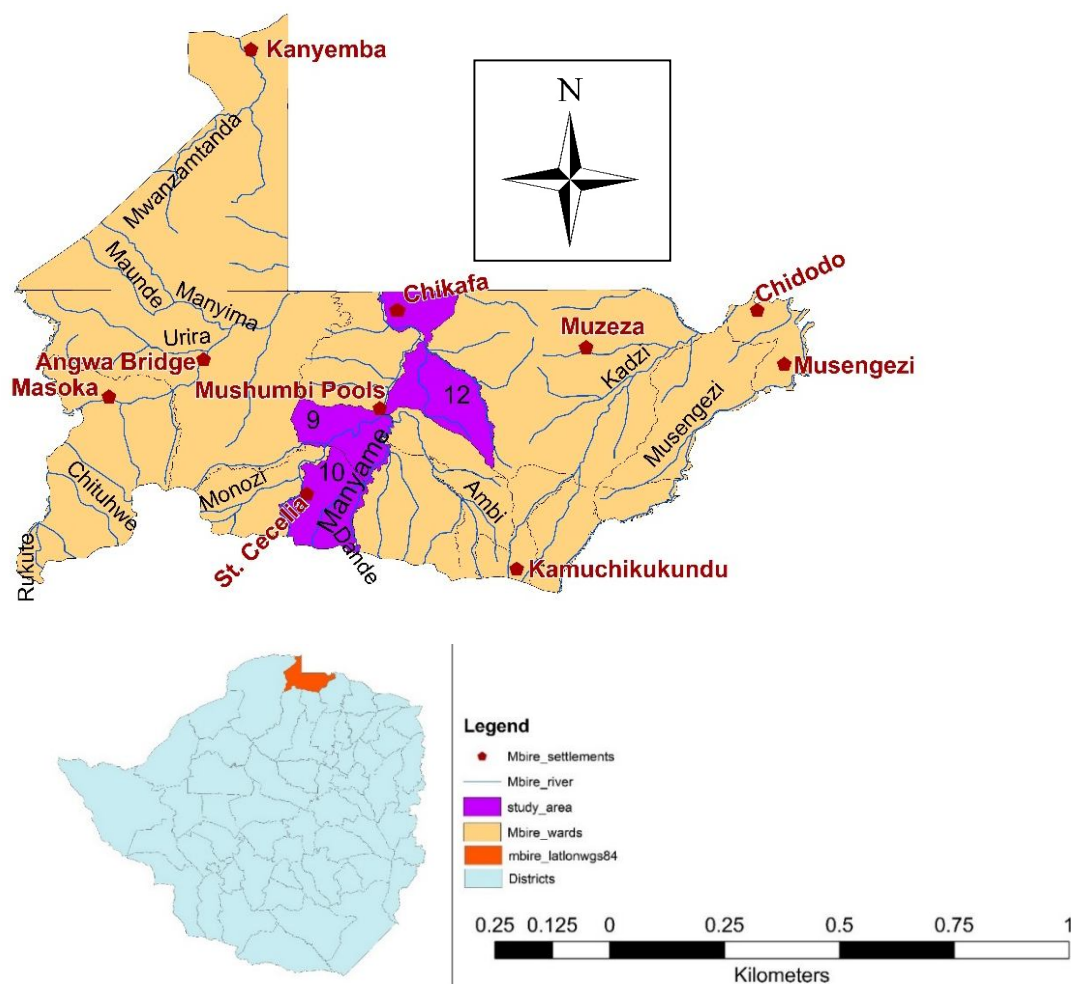 Kanyemba
N
Mwanzamtanda
Maunde
Manyima
Chikafa
Chidodo
Urira
Muzeza
Kadzi
Angwa Bridge
Musengezi
Masoka
Mushumbi Pools
12
9
Musengezi
10
Manyame
Chituhwe
Monozi
Ambi
St. Cecelia
Dande
Kamuchikukundu
Rukute
Legend
Mbire_settlements
Mbire_river
study_area
Mbire_wards
mbire_latlonwgs84
Districts
0.25 0.125 0 0.25 0.5 0.75 1
Kilometers